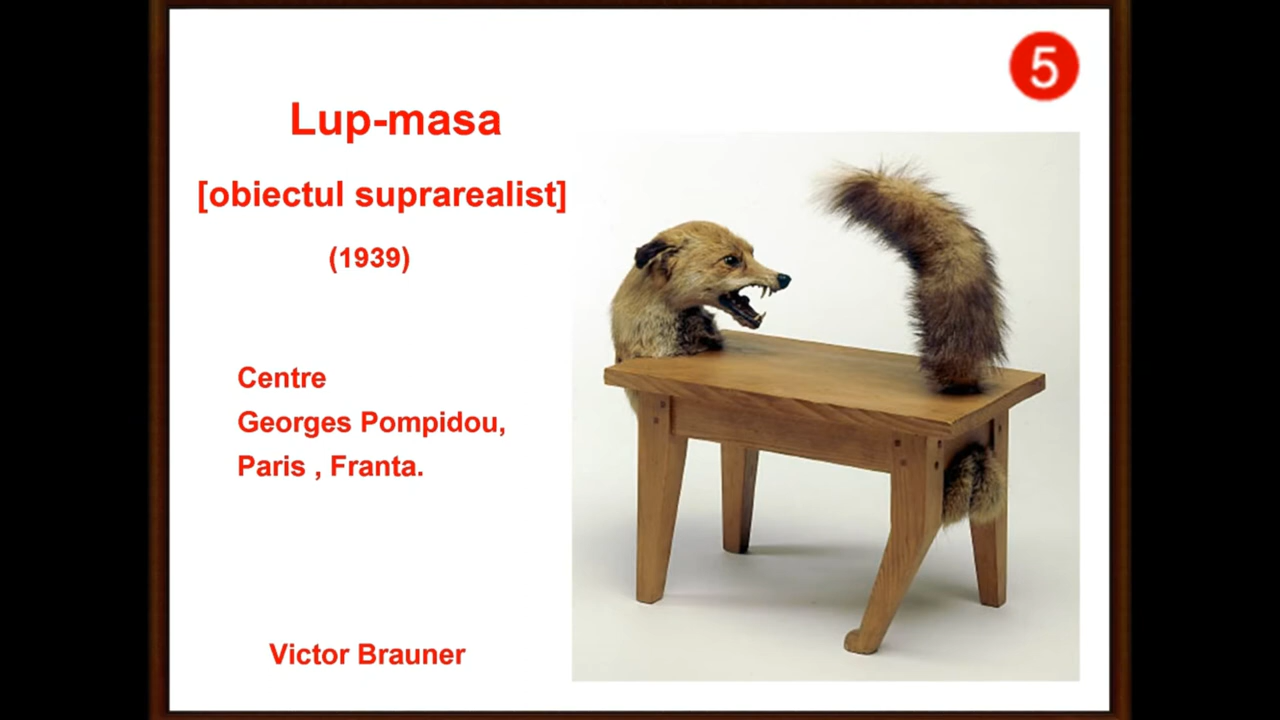 5
Lup-masa
[obiectul suprarealist]
(1939)
Centre
Georges Pompidou,
Paris , Franta.
Victor Brauner